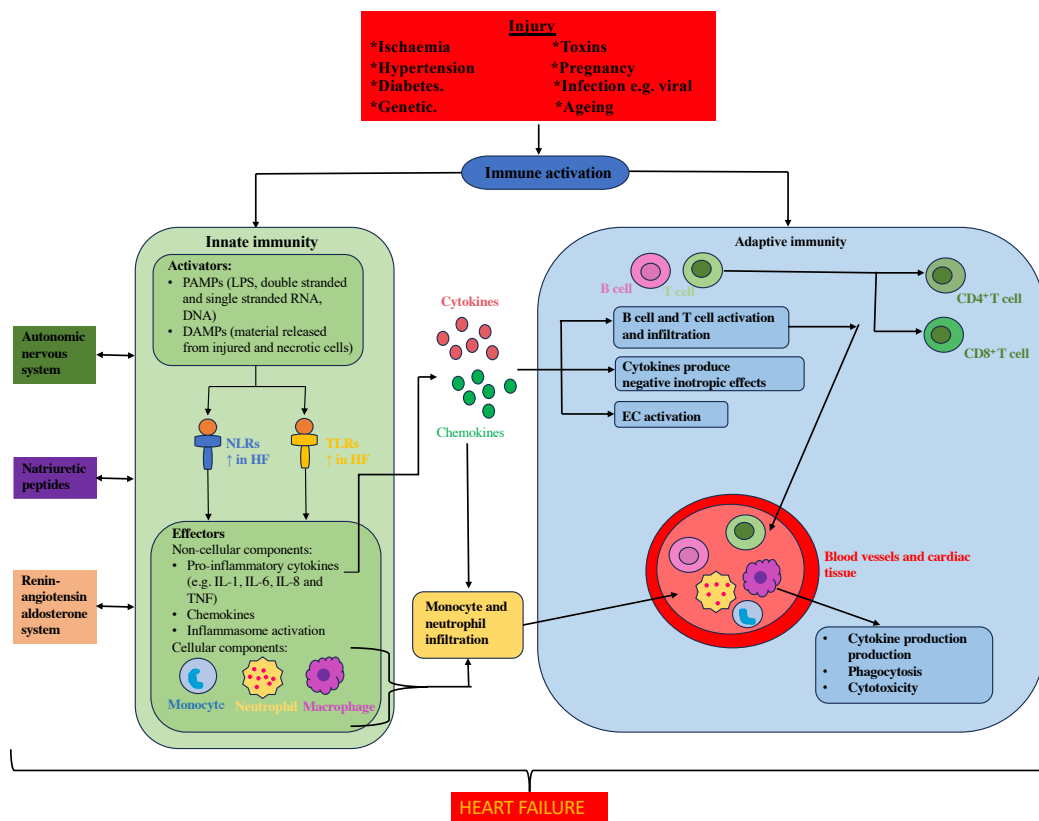 Injury
*Ischaemia *Toxins
*Hypertension *Pregnancy
*Diabetes. *Infection e.g. viral
*Genetic. *Ageing
Immune activation
Innate immunity
Activators:
• PAMPs (LPS, double stranded
and single stranded RNA,
DNA)
• DAMPs (material released
from injured and necrotic cells)
NLRs
↑ in HF
TLRs
↑ in HF
Effectors
Non-cellular components:
• Pro-inflammatory cytokines
(e.g. IL-1, IL-6, IL-8 and
TNF)
• Chemokines
• Inflammasome activation
Cellular components:
Monocyte
Neutrophil
Macrophage
Autonomic
nervous
system
Natriuretic
peptides
Renin-
angiotensin
aldosterone
system
Cytokines
Chemokines
Monocyte and
neutrophil
infiltration
Adaptive immunity
B cell
T cell
CD4⁺T cell
CD8⁺T cell
B cell and T cell activation
and infiltration
Cytokines produce
negative inotropic effects
EC activation
Blood vessels and cardiac
tissue
• Cytokine production
production
• Phagocytosis
• Cytotoxicity
HEART FAILURE